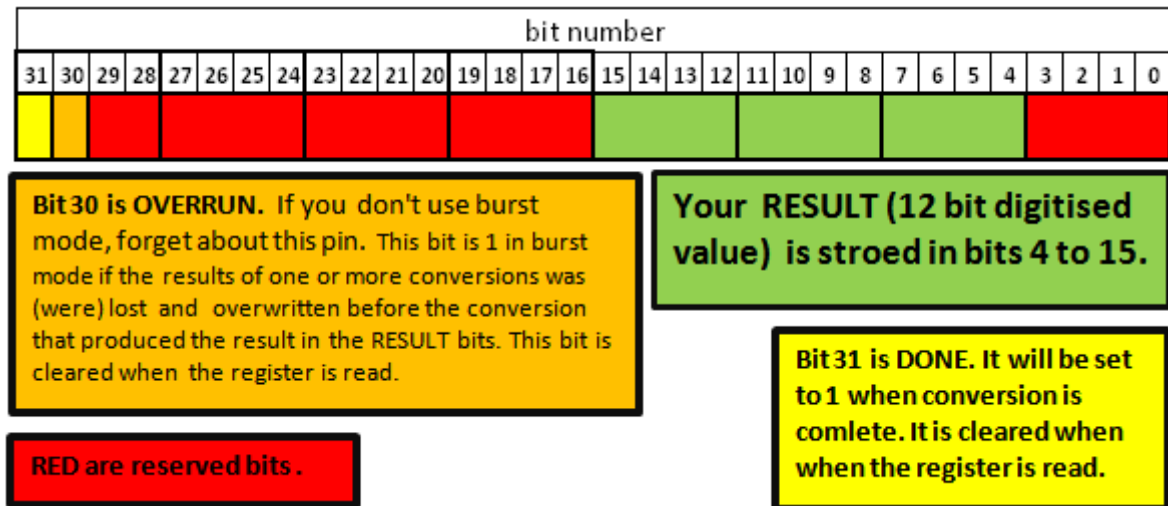 bit number
31 30 29 28 27 26 25 24 23 22 21 20 19 18 17 16 15 14 13 12 11 10 9 8 7 6 5 4 3 2 1 0
Bit 30 is OVERRUN. If you don't use burst
mode, forget about this pin. This bit is 1 in burst
mode if the results of one or more conversions was
(were) lost and overwritten before the conversion
that produced the result in the RESULT bits. This bit is
cleared when the register is read.
Your RESULT (12 bit digitised
value) is stroed in bits 4 to 15.
Bit 31 is DONE. It will be set
to 1 when conversion is
comlete. It is cleared when
when the register is read.
RED are reserved bits .